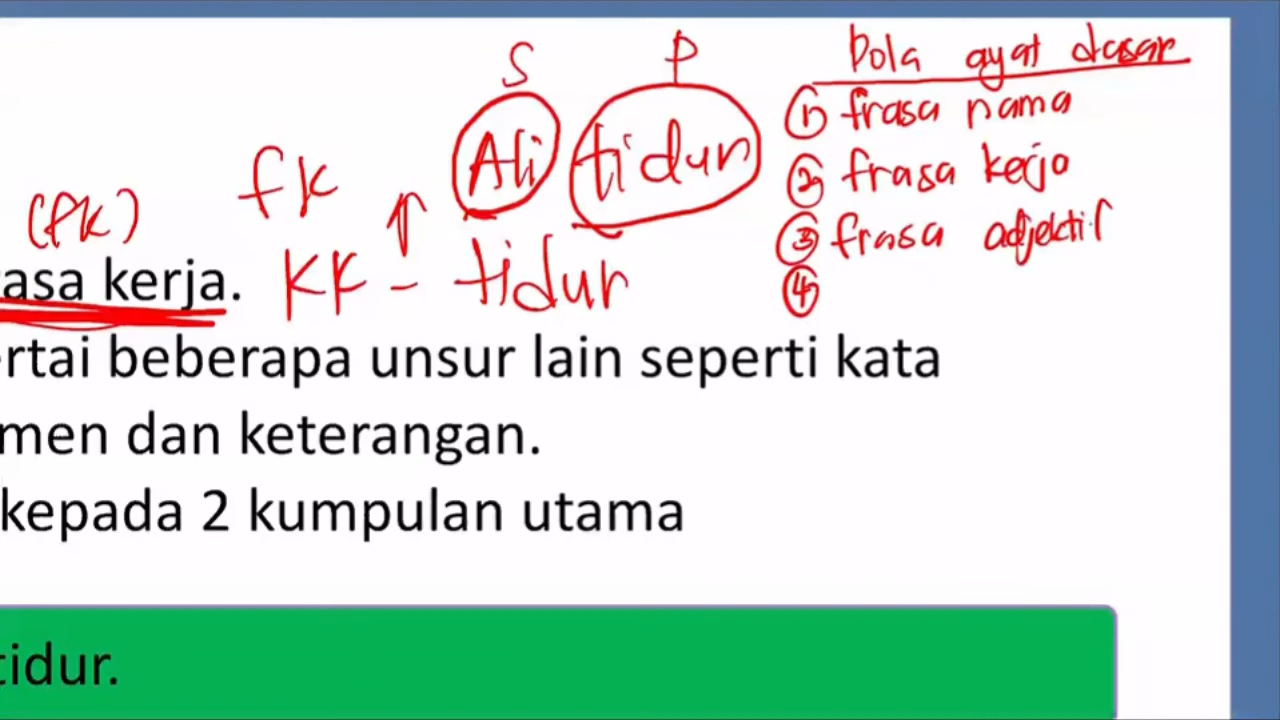 S P
Pola ayat dasar
Ali tidur
① frasa nama
② frasa kerja
③ frasa adjektif
④
fk
(fk)
KK - tidur
asa kerja.
rtai beberapa unsur lain seperti kata
men dan keterangan.
kepada 2 kumpulan utama
tidur.